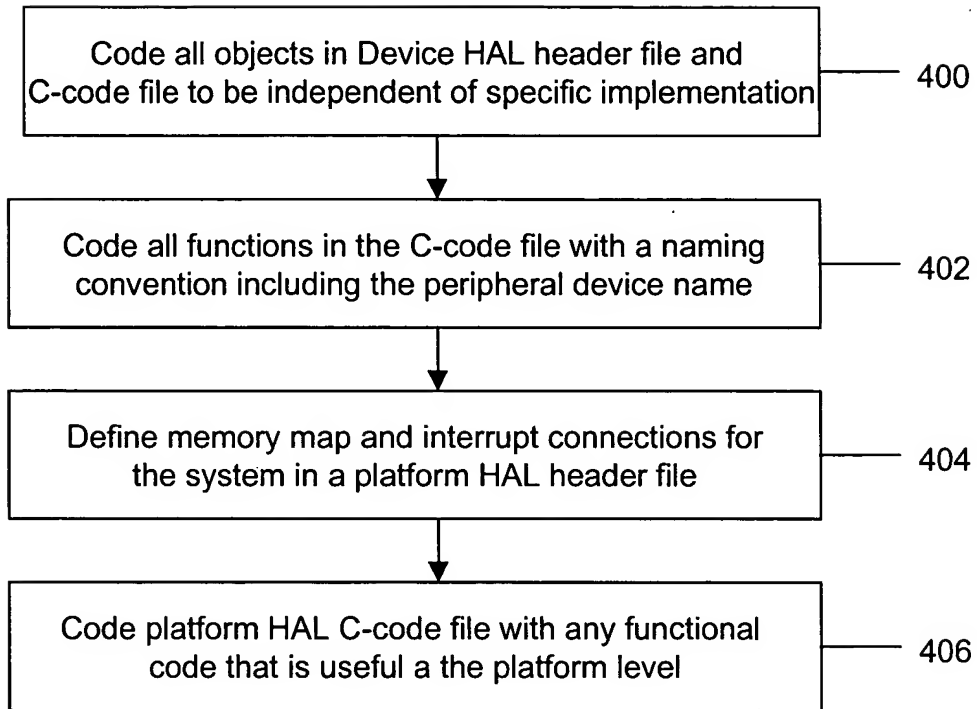 Code all objects in Device HAL header file and
C-code file to be independent of specific implementation
400
Code all functions in the C-code file with a naming
convention including the peripheral device name
402
Define memory map and interrupt connections for
the system in a platform HAL header file
404
Code platform HAL C-code file with any functional
code that is useful a the platform level
406